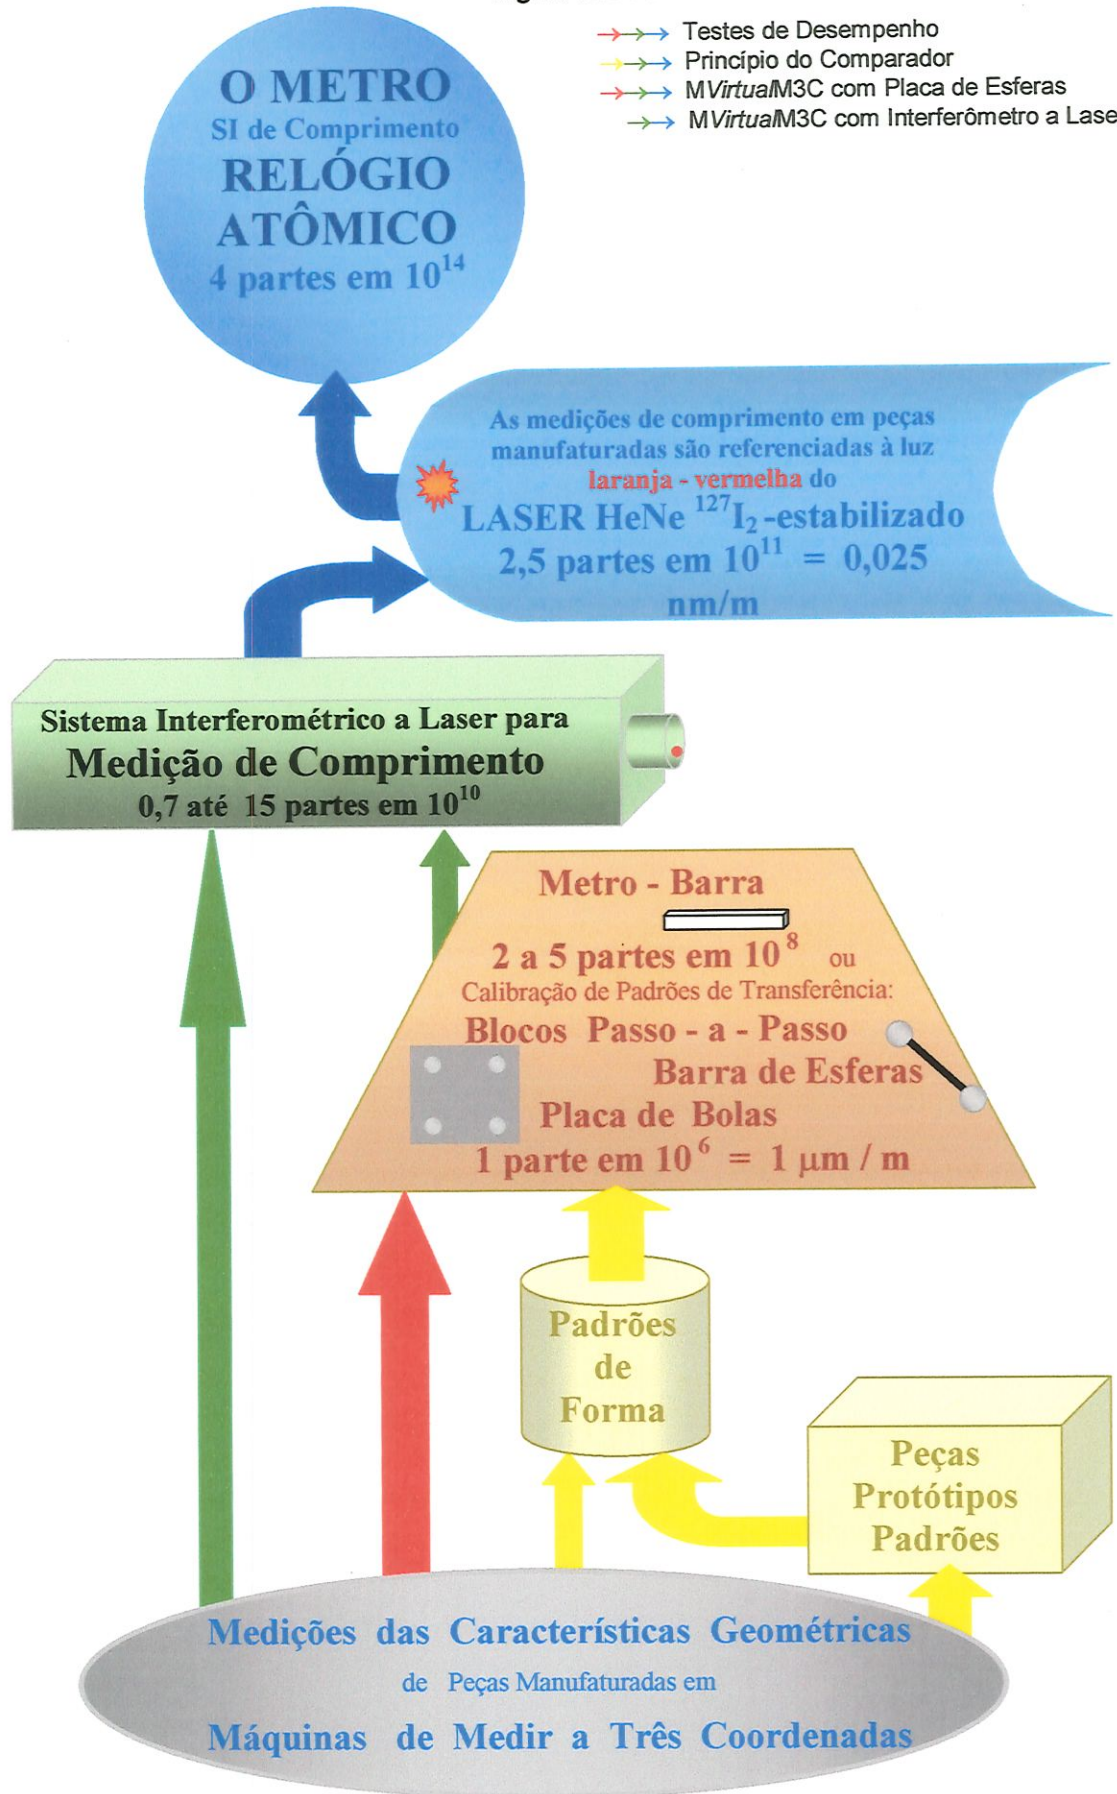 Testes de Desempenho
Princípio do Comparador
MVirtualM3C com Placa de Esferas
MVirtualM3C com Interferômetro a Lase
O METRO
SI de Comprimento
RELÓGIO
ATÔMICO
4 partes em 10¹⁴
As medições de comprimento em peças
manufaturadas são referenciadas à luz
laranja - vermelha do
LASER HeNe ¹²⁷I₂-estabilizado
2,5 partes em 10¹¹ = 0,025
nm/m
Sistema Interferométrico a Laser para
Medição de Comprimento
0,7 até 15 partes em 10¹⁰
Metro - Barra
2 a 5 partes em 10⁸ ou
Calibração de Padrões de Transferência:
Blocos Passo - a - Passo
Barra de Esferas
Placa de Bolas
1 parte em 10⁶ = 1 µm / m
Padrões
de
Forma
Peças
Protótipos
Padrões
Medições das Características Geométricas
de Peças Manufaturadas em
Máquinas de Medir a Três Coordenadas